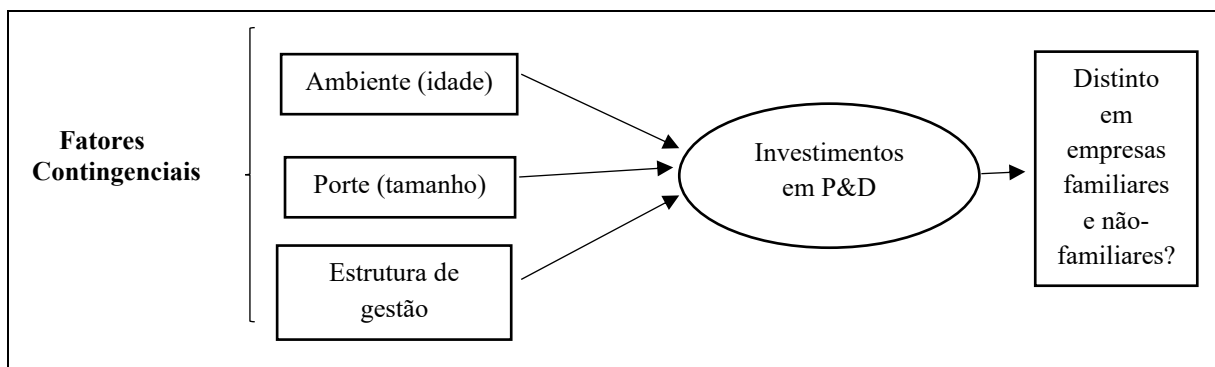 Fatores
Contingenciais
Ambiente (idade)
Porte (tamanho)
Estrutura de
gestão
Investimentos
em P&D
Distinto
em
empresas
familiares
e não-
familiares?